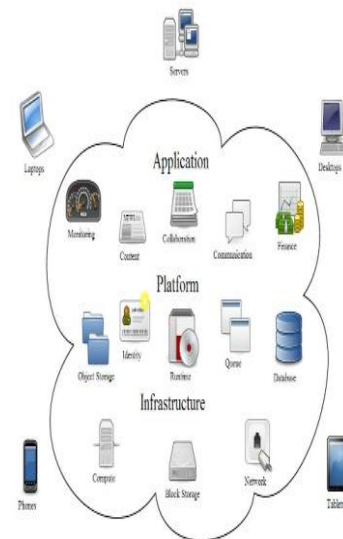 Servers
Laptops
Desktops
Application
Monitoring
Content
Collaboration
Communication
Finance
Platform
Object Storage
Identity
Runtime
Queue
Database
Infrastructure
Compute
Block Storage
Network
Phones
Tablets